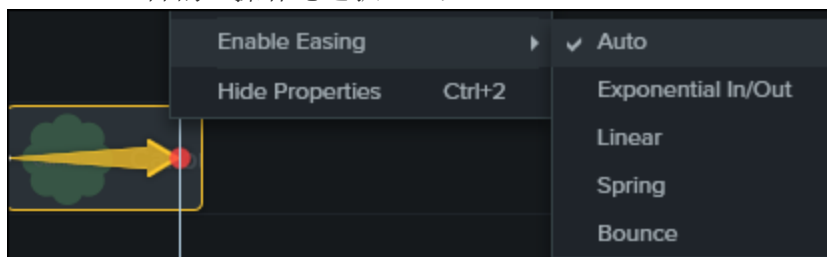 Enable Easing
Auto
Hide Properties Ctrl+2
Exponential In/Out
Linear
Spring
Bounce